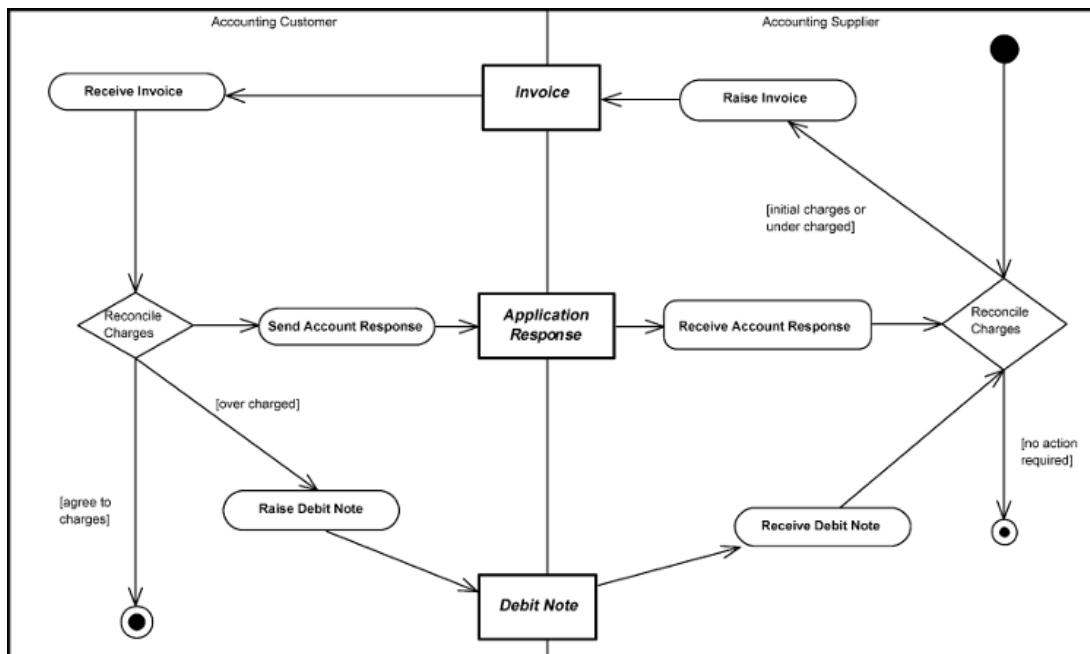 Accounting Customer
Accounting Supplier
Receive Invoice
Invoice
Raise Invoice
[initial charges or
under charged]
Reconcile
Charges
Send Account Response
Application
Response
Receive Account Response
Reconcile
Charges
[over charged]
[no action
required]
[agree to
charges]
Raise Debit Note
Receive Debit Note
Debit Note